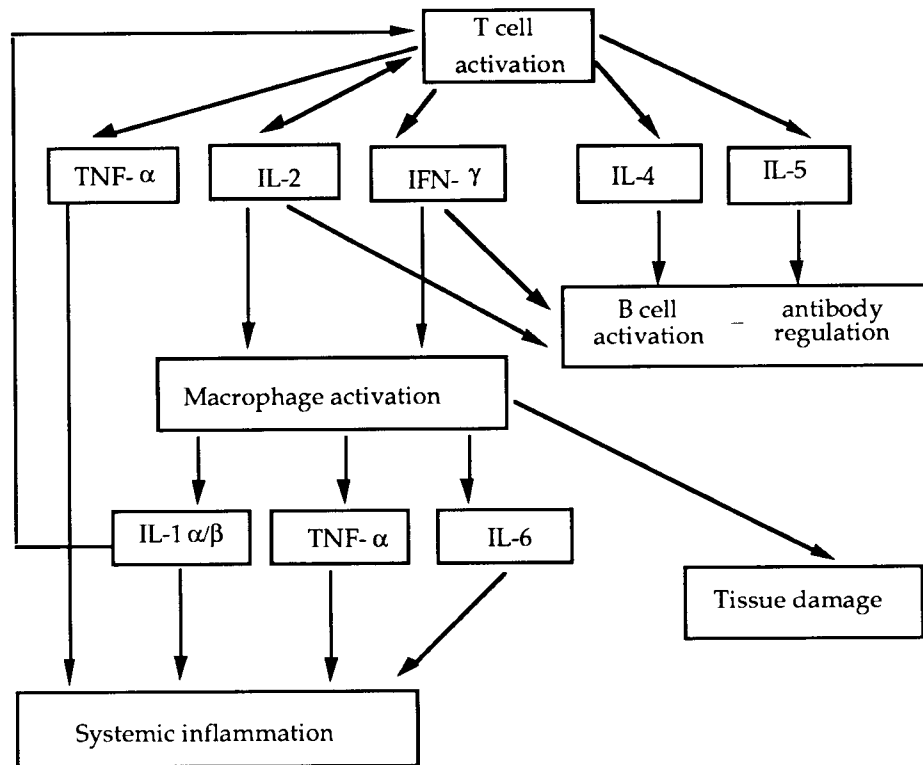 T cell
activation
TNF- α
IL-2
IFN- γ
IL-4
IL-5
B cell – antibody
activation regulation
Macrophage activation
IL-1 α/β
TNF- α
IL-6
Tissue damage
Systemic inflammation